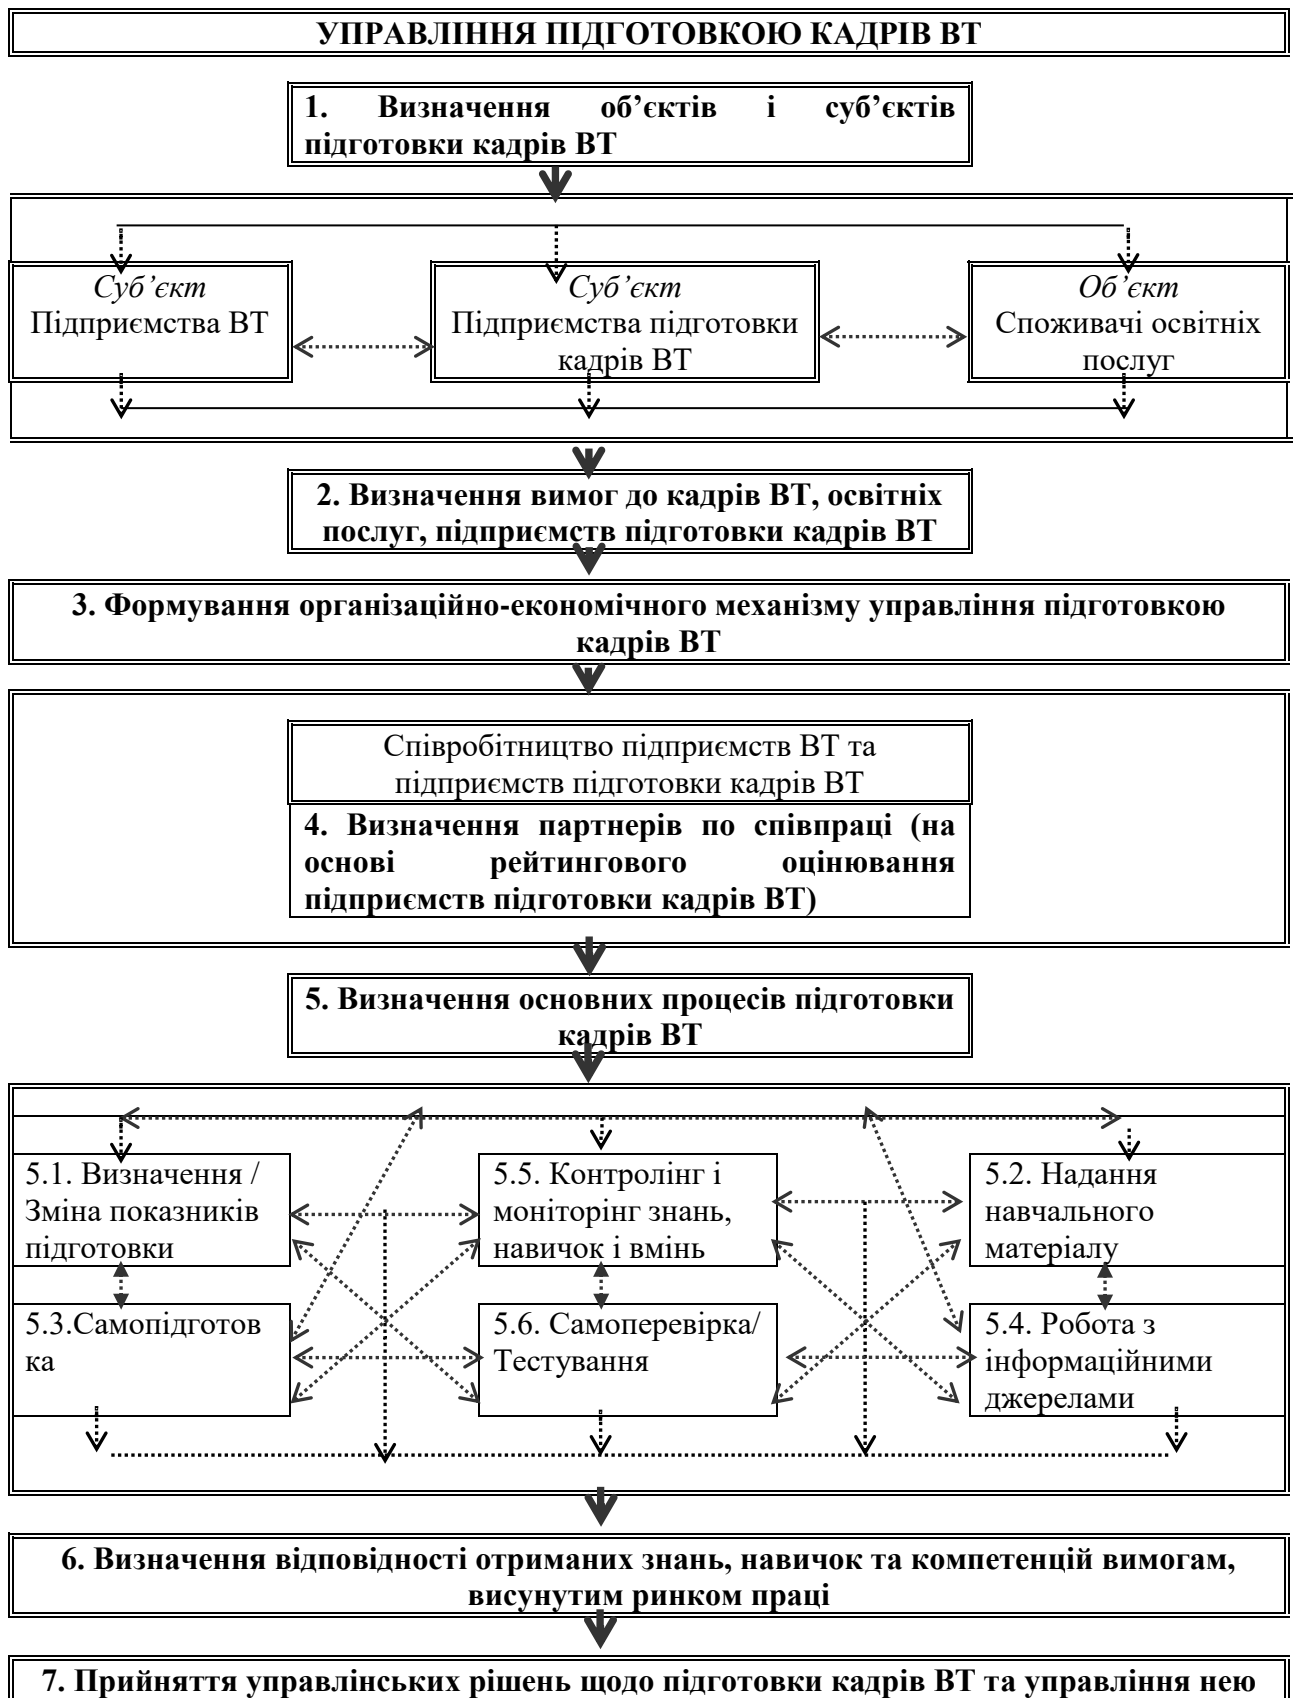 УПРАВЛІННЯ ПІДГОТОВКОЮ КАДРІВ ВТ
1. Визначення об’єктів і суб’єктів
підготовки кадрів ВТ
Суб’єкт
Підприємства ВТ
Суб’єкт
Підприємства підготовки
кадрів ВТ
Об’єкт
Споживачі освітніх
послуг
2. Визначення вимог до кадрів ВТ, освітніх
послуг, підприємств підготовки кадрів ВТ
3. Формування організаційно-економічного механізму управління підготовкою
кадрів ВТ
Співробітництво підприємств ВТ та
підприємств підготовки кадрів ВТ
4. Визначення партнерів по співпраці (на
основі рейтингового оцінювання
підприємств підготовки кадрів ВТ)
5. Визначення основних процесів підготовки
кадрів ВТ
5.1. Визначення /
Зміна показників
підготовки
5.5. Контролінг і
моніторінг знань,
навичок і вмінь
5.2. Надання
навчального
матеріалу
5.3.Самопідготов
ка
5.6. Самоперевірка/
Тестування
5.4. Робота з
інформаційними
джерелами
6. Визначення відповідності отриманих знань, навичок та компетенцій вимогам,
висунутим ринком праці
7. Прийняття управлінських рішень щодо підготовки кадрів ВТ та управління нею